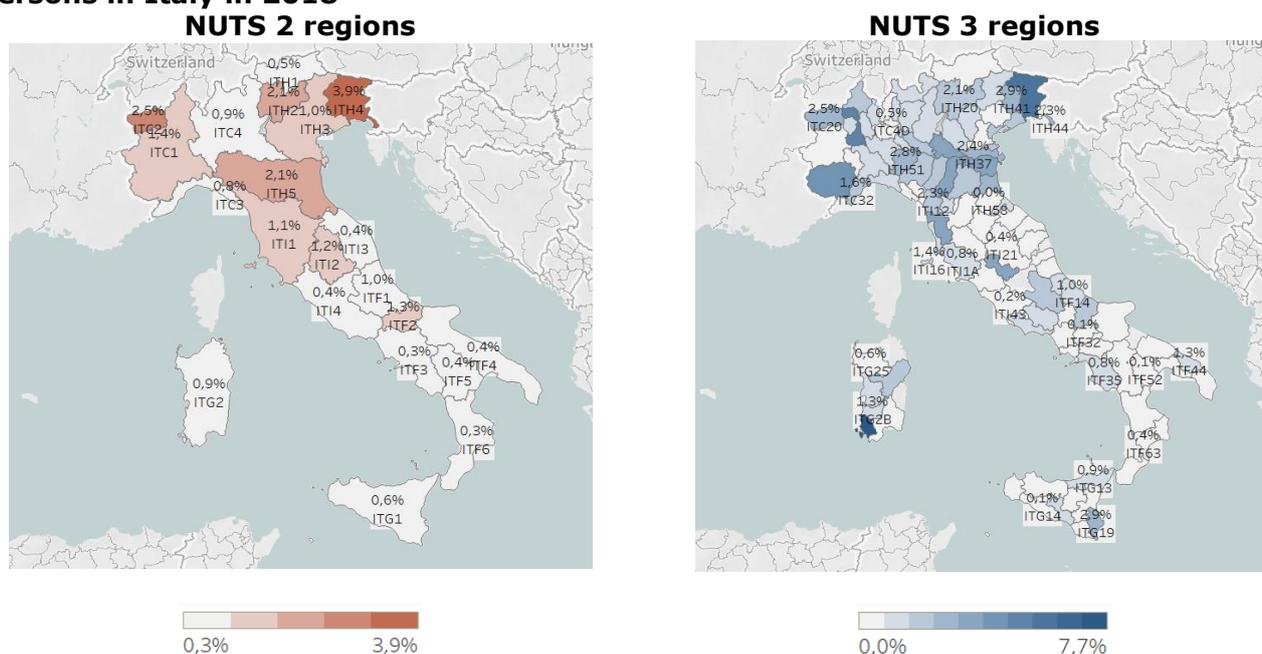 ersons in Italy in 2018
NUTS 2 regions
Switzerland
0,5%
ITH1
2,1%
ITH2
1,0%
ITH3
3,9%
ITH4
2,5%
ITC2
1,4%
ITC1
0,9%
ITC4
0,8%
ITC3
2,1%
ITH5
1,1%
ITI1
1,2%
ITI2
0,4%
ITI3
0,4%
ITI4
1,0%
ITF1
1,3%
ITF2
0,3%
ITF3
0,4%
ITF5
0,4%
ITF4
0,9%
ITG2
0,3%
ITF6
0,6%
ITG1
0,3%
3,9%
NUTS 3 regions
Switzerland
2,5%
ITC20
0,5%
ITC4D
2,1%
ITH20
2,9%
ITH41
2,3%
ITH44
2,8%
ITH51
2,4%
ITH37
1,6%
ITC32
2,3%
ITI12
0,0%
ITH58
0,4%
ITI21
1,4%
ITI16
0,8%
ITI1A
0,2%
ITI43
1,0%
ITF14
0,1%
ITF32
0,8%
ITF35
0,1%
ITF52
1,3%
ITF44
0,6%
ITG25
1,3%
ITG2B
0,4%
ITF63
0,9%
ITG13
0,1%
ITG14
2,9%
ITG19
0,0%
7,7%